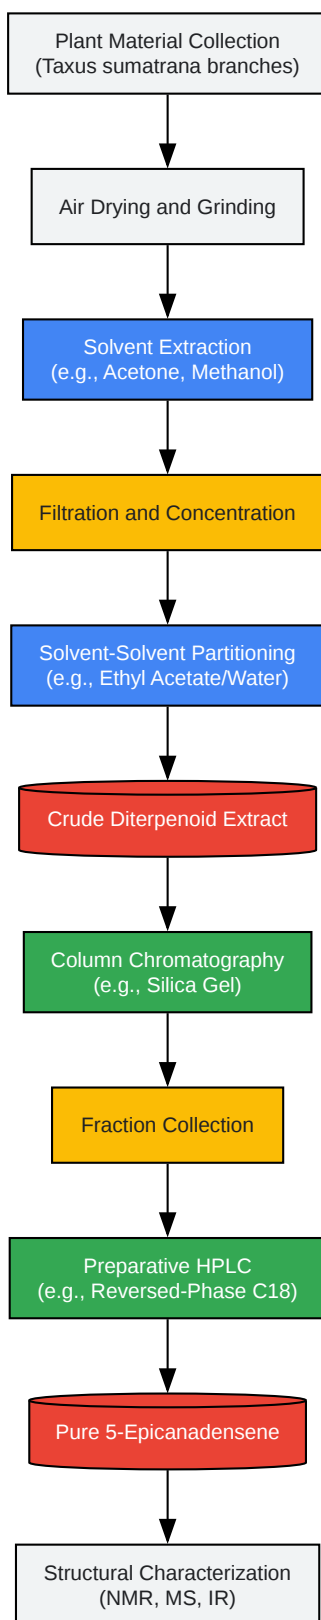 Plant Material Collection
(Taxus sumatrana branches)
Air Drying and Grinding
Solvent Extraction
(e.g., Acetone, Methanol)
Filtration and Concentration
Solvent-Solvent Partitioning
(e.g., Ethyl Acetate/Water)
Crude Diterpenoid Extract
Column Chromatography
(e.g., Silica Gel)
Fraction Collection
Preparative HPLC
(e.g., Reversed-Phase C18)
Pure 5-Epicanadensene
Structural Characterization
(NMR, MS, IR)